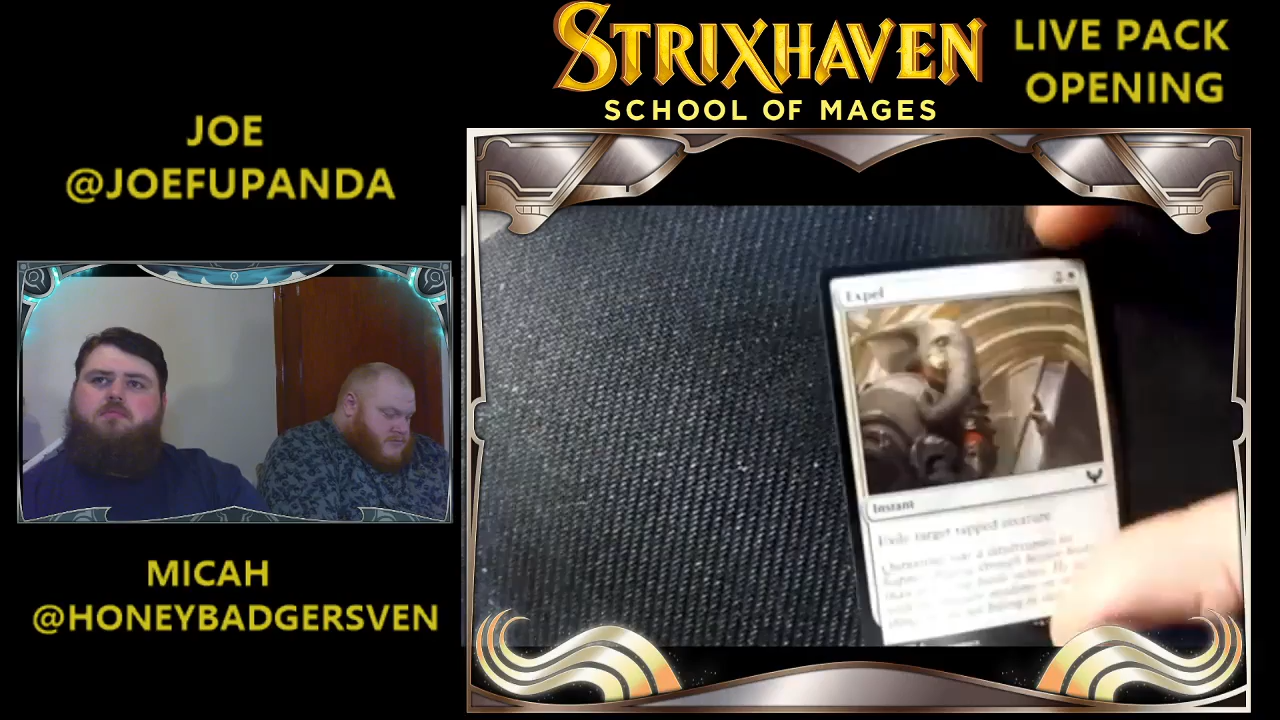 STRIXHAVEN
SCHOOL OF MAGES
LIVE PACK
OPENING
JOE
@JOEFUPANDA
MICAH
@HONEYBADGERSVEN
Expel
Instant
Exile target tapped creature